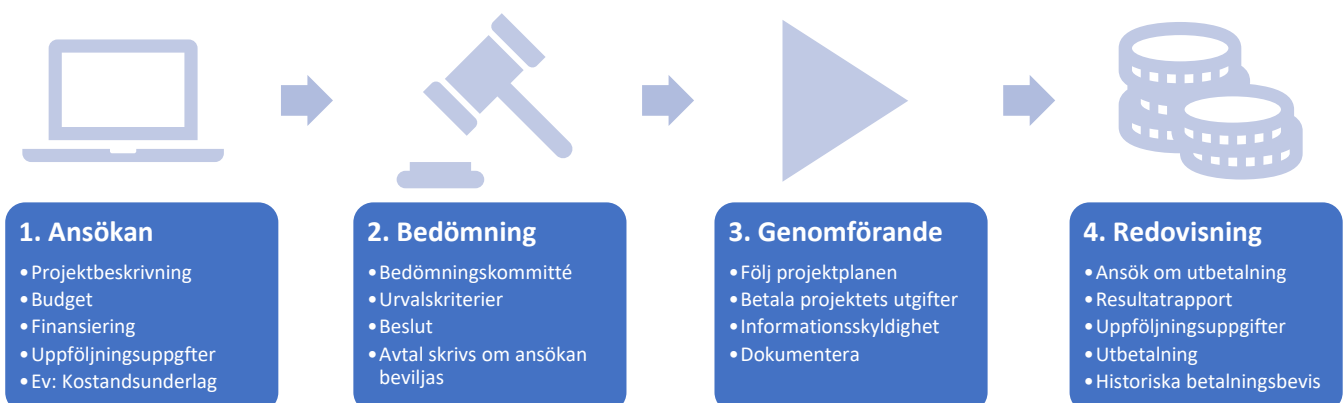 1. Ansökan
•Projektbeskrivning
•Budget
•Finansiering
•Uppföljningsuppgfter
•Ev: Kostandsunderlag
2. Bedömning
•Bedömningskommitté
•Urvalskriterier
•Beslut
•Avtal skrivs om ansökan
beviljas
3. Genomförande
•Följ projektplanen
•Betala projektets utgifter
•Informationsskyldighet
•Dokumentera
4. Redovisning
•Ansök om utbetalning
•Resultatrapport
•Uppföljningsuppgifter
•Utbetalning
•Historiska betalningsbevis